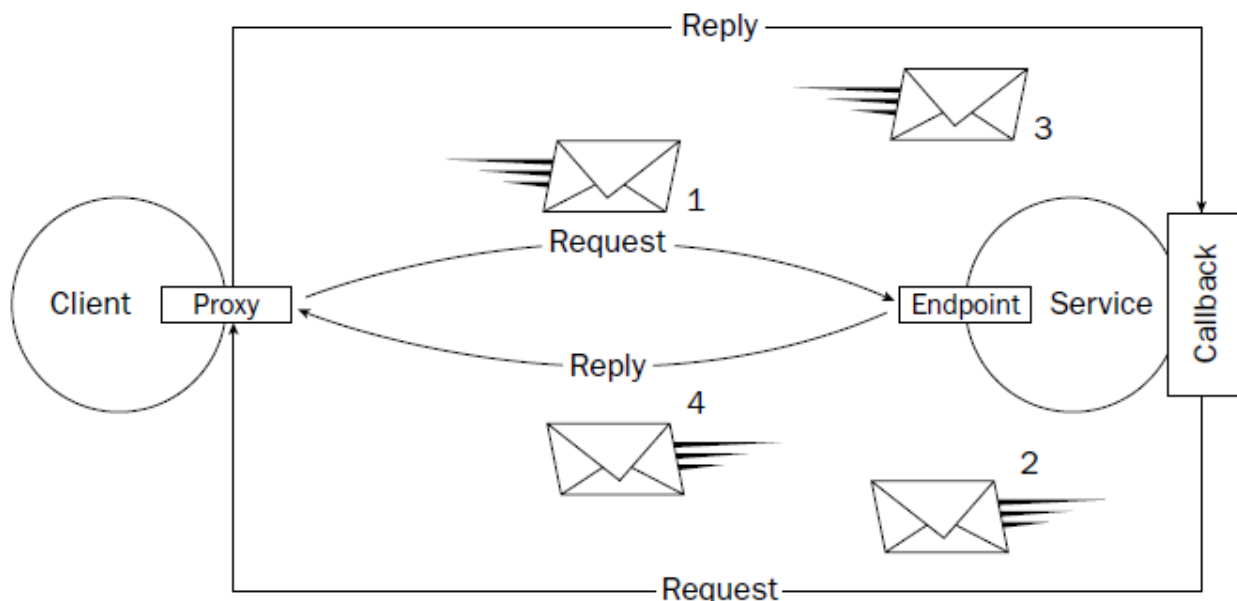 Reply
3
1
Request
Client
Proxy
Endpoint
Service
Callback
Reply
4
2
Request